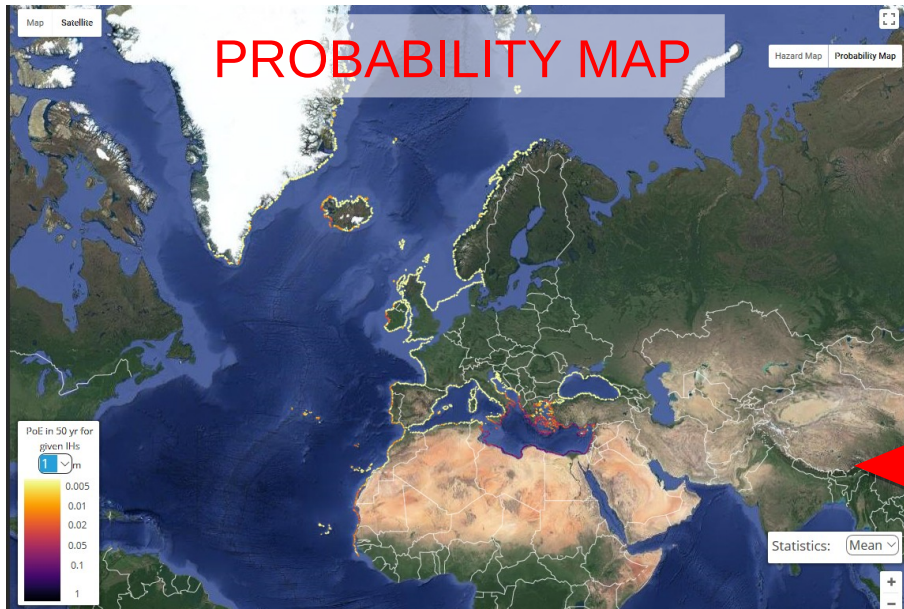 Map Satellite
PROBABILITY MAP
Hazard Map Probability Map
PoE in 50 yr for
given IHs
1 m
0.005
0.01
0.02
0.05
0.1
1
Statistics: Mean
+
−